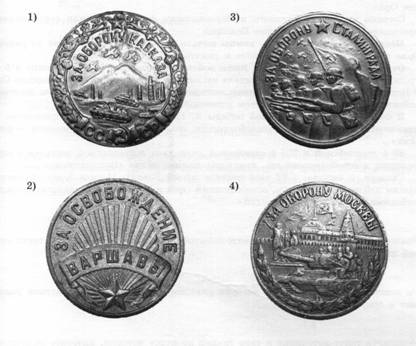 1)
ЗА ОБОРОНУ КАВКАЗА
СССР
3)
ЗА ОБОРОНУ СТАЛИНГРАДА
2)
ЗА ОСВОБОЖДЕНИЕ
ВАРШАВЫ
4)
ЗА ОБОРОНУ МОСКВЫ